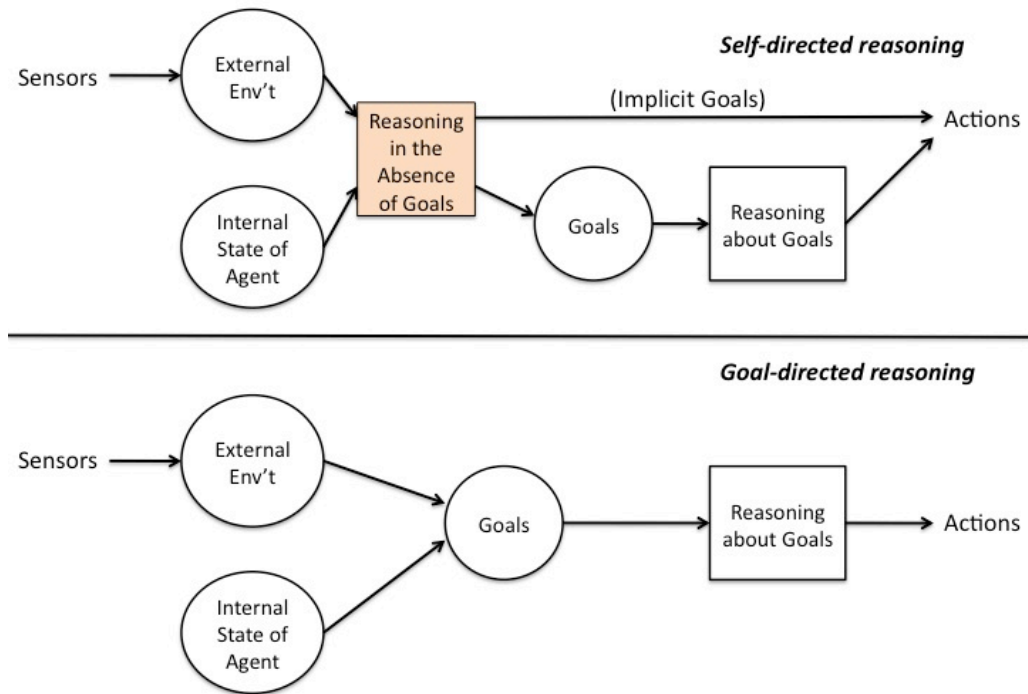 Self-directed reasoning
Sensors
External
Env't
(Implicit Goals)
Actions
Reasoning
in the
Absence
of Goals
Internal
State of
Agent
Goals
Reasoning
about Goals
Goal-directed reasoning
Sensors
External
Env't
Goals
Reasoning
about Goals
Actions
Internal
State of
Agent